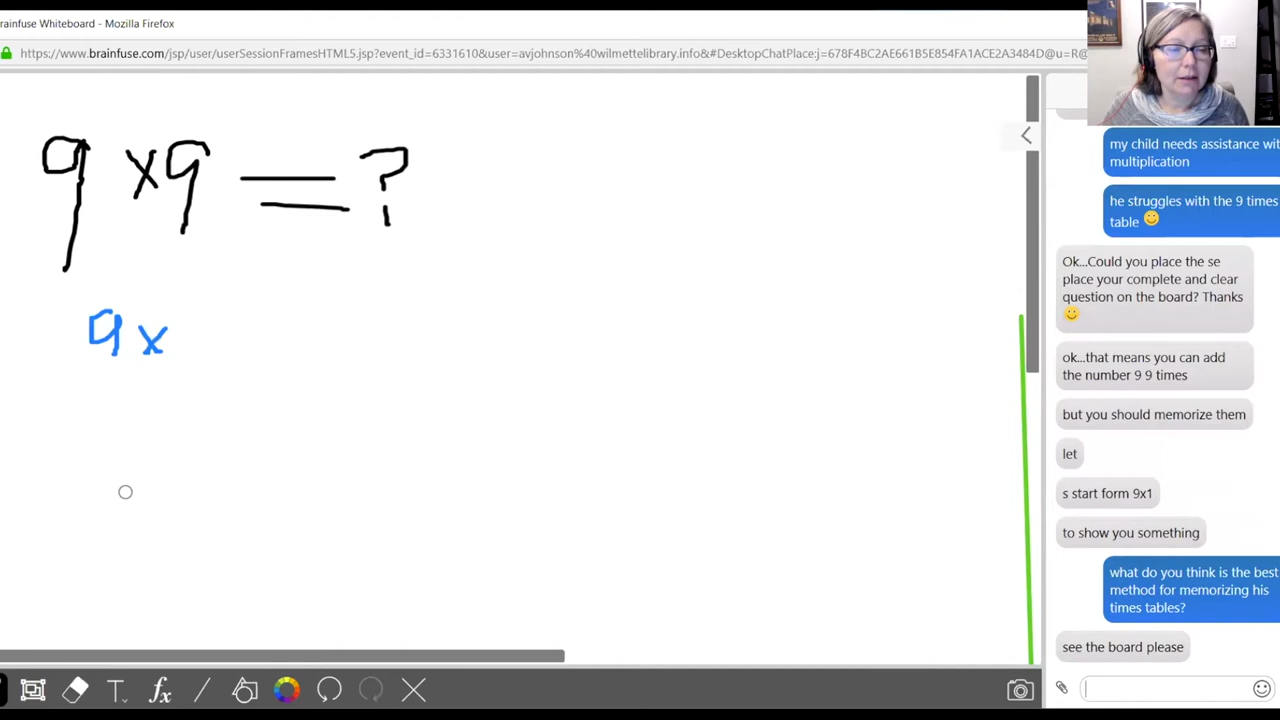 rainfuse Whiteboard - Mozilla Firefox
https://www.brainfuse.com/jsp/user/userSessionFramesHTML5.jsp?event_id=6331610&user=avjohnson%40wilmettelibrary.info&#DesktopChatPlace:j=678F4BC2AE661B5E854FA1ACE2A3484D@u=R@
9 x9 = ?
9 x
my child needs assistance wit
multiplication
he struggles with the 9 times
table
Ok...Could you place the se
place your complete and clear
question on the board? Thanks
ok...that means you can add
the number 9 9 times
but you should memorize them
let
s start form 9x1
to show you something
what do you think is the best
method for memorizing his
times tables?
see the board please
T
fx